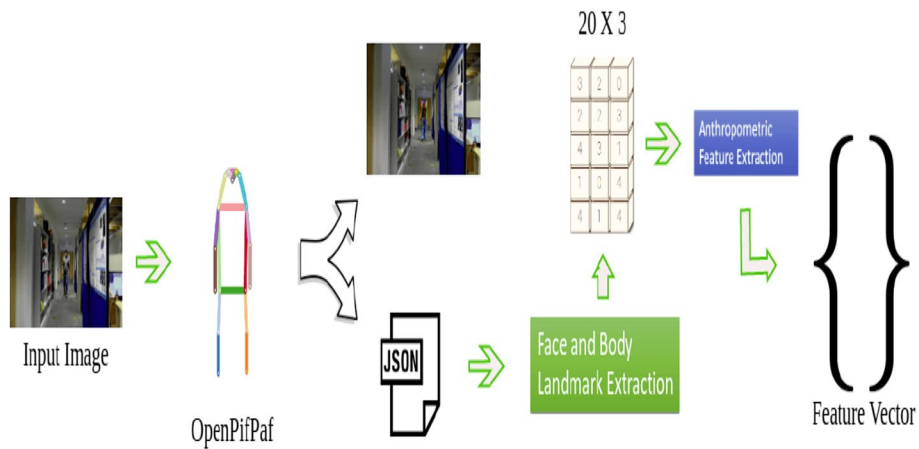 20 X 3
3 2 0
2 2 3
4 3 1
1 0 4
4 1 4
Anthropometric
Feature Extraction
Input Image
OpenPifPaf
JSON
Face and Body
Landmark Extraction
Feature Vector